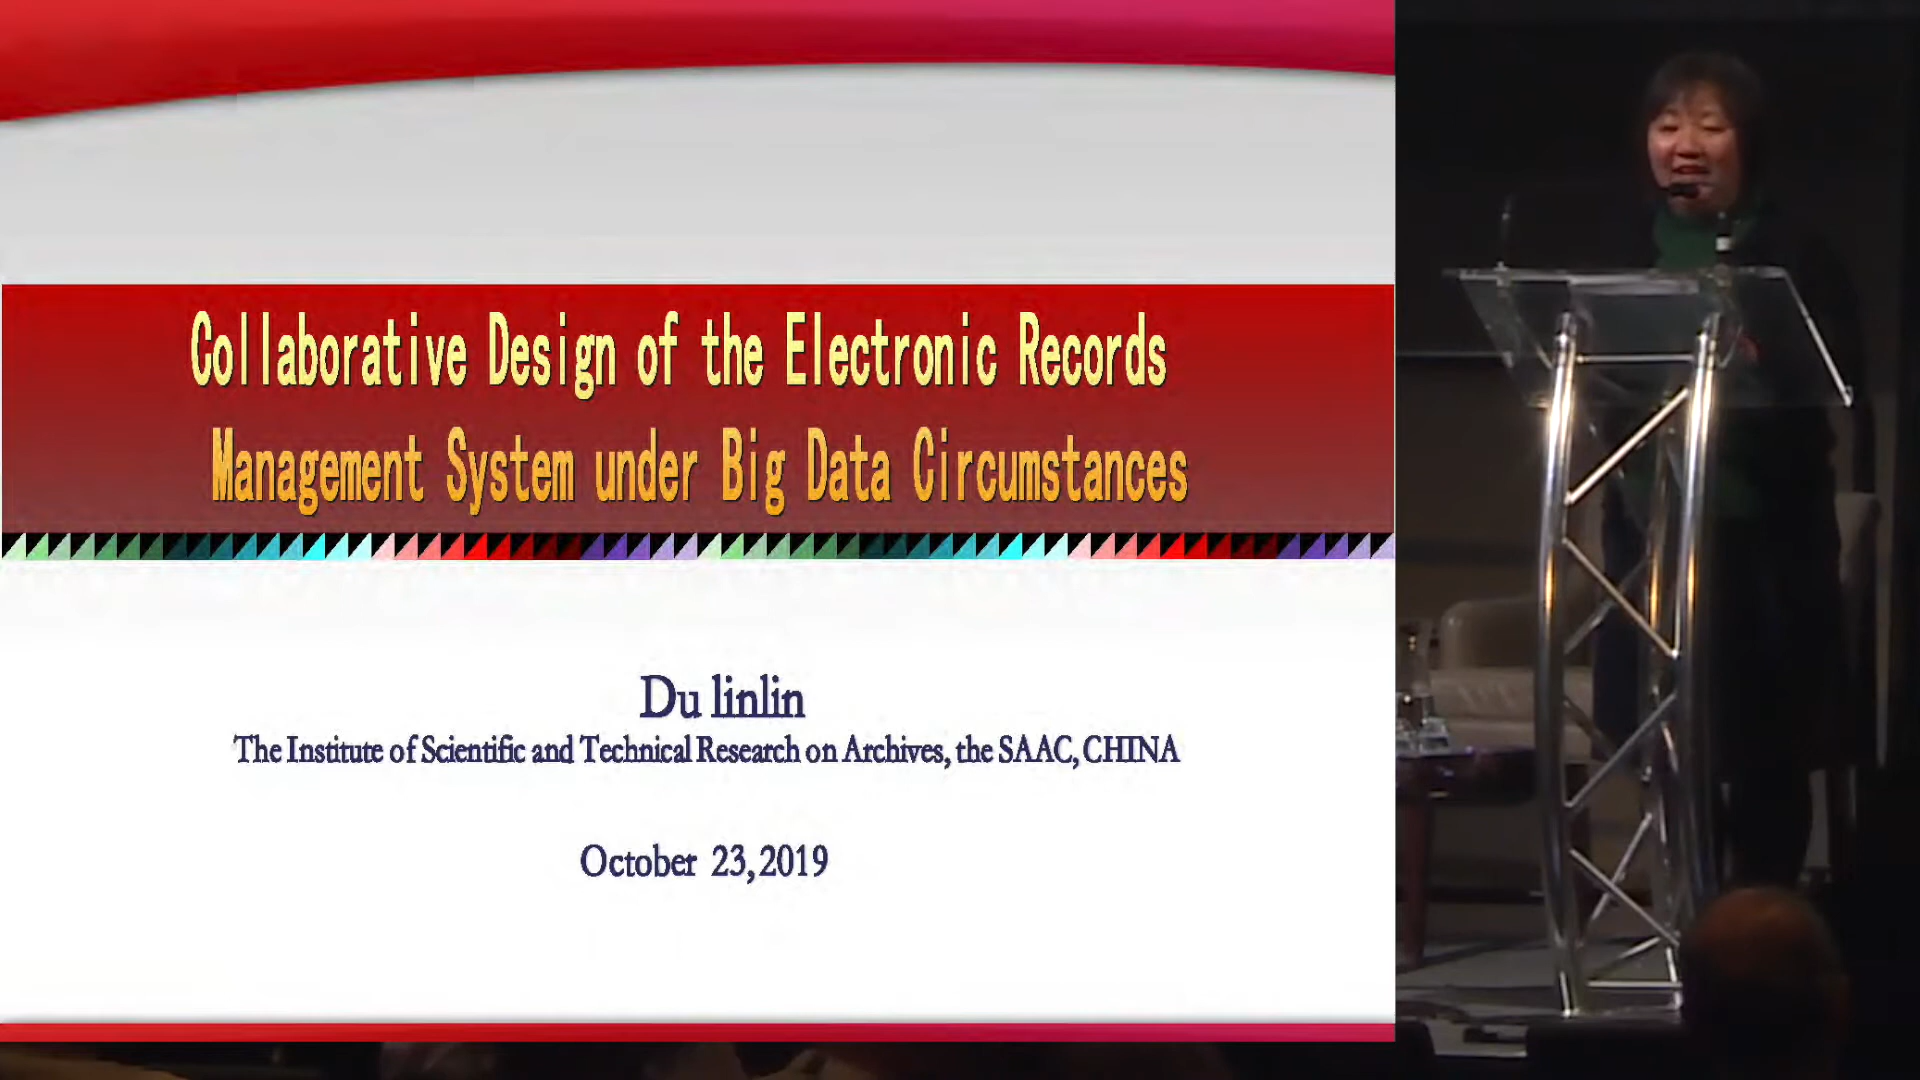 Collaborative Design of the Electronic Records
Management System under Big Data Circumstances
Du linlin
The Institute of Scientific and Technical Research on Archives, the SAAC, CHINA
October 23,2019